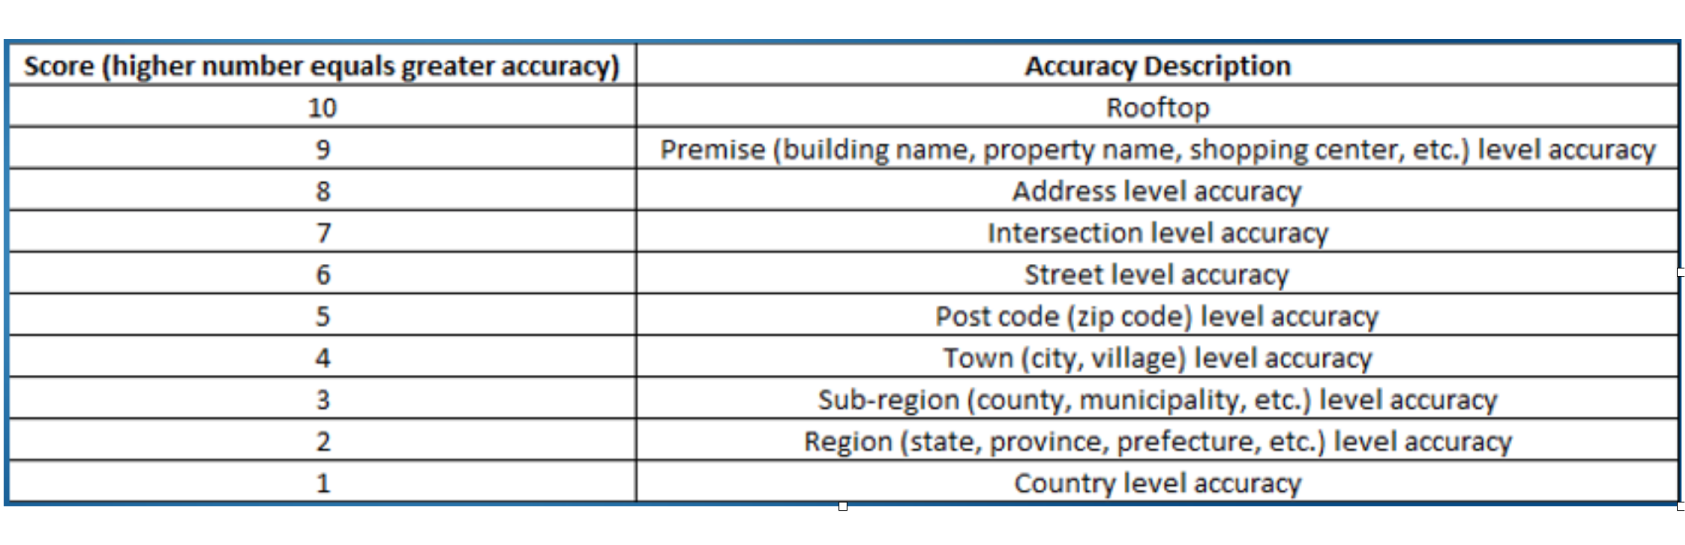 Score (higher number equals greater accuracy) Accuracy Description
10 Rooftop
9 Premise (building name, property name, shopping center, etc.) level accuracy
8 Address level accuracy
7 Intersection level accuracy
6 Street level accuracy
5 Post code (zip code) level accuracy
4 Town (city, village) level accuracy
3 Sub-region (county, municipality, etc.) level accuracy
2 Region (state, province, prefecture, etc.) level accuracy
1 Country level accuracy